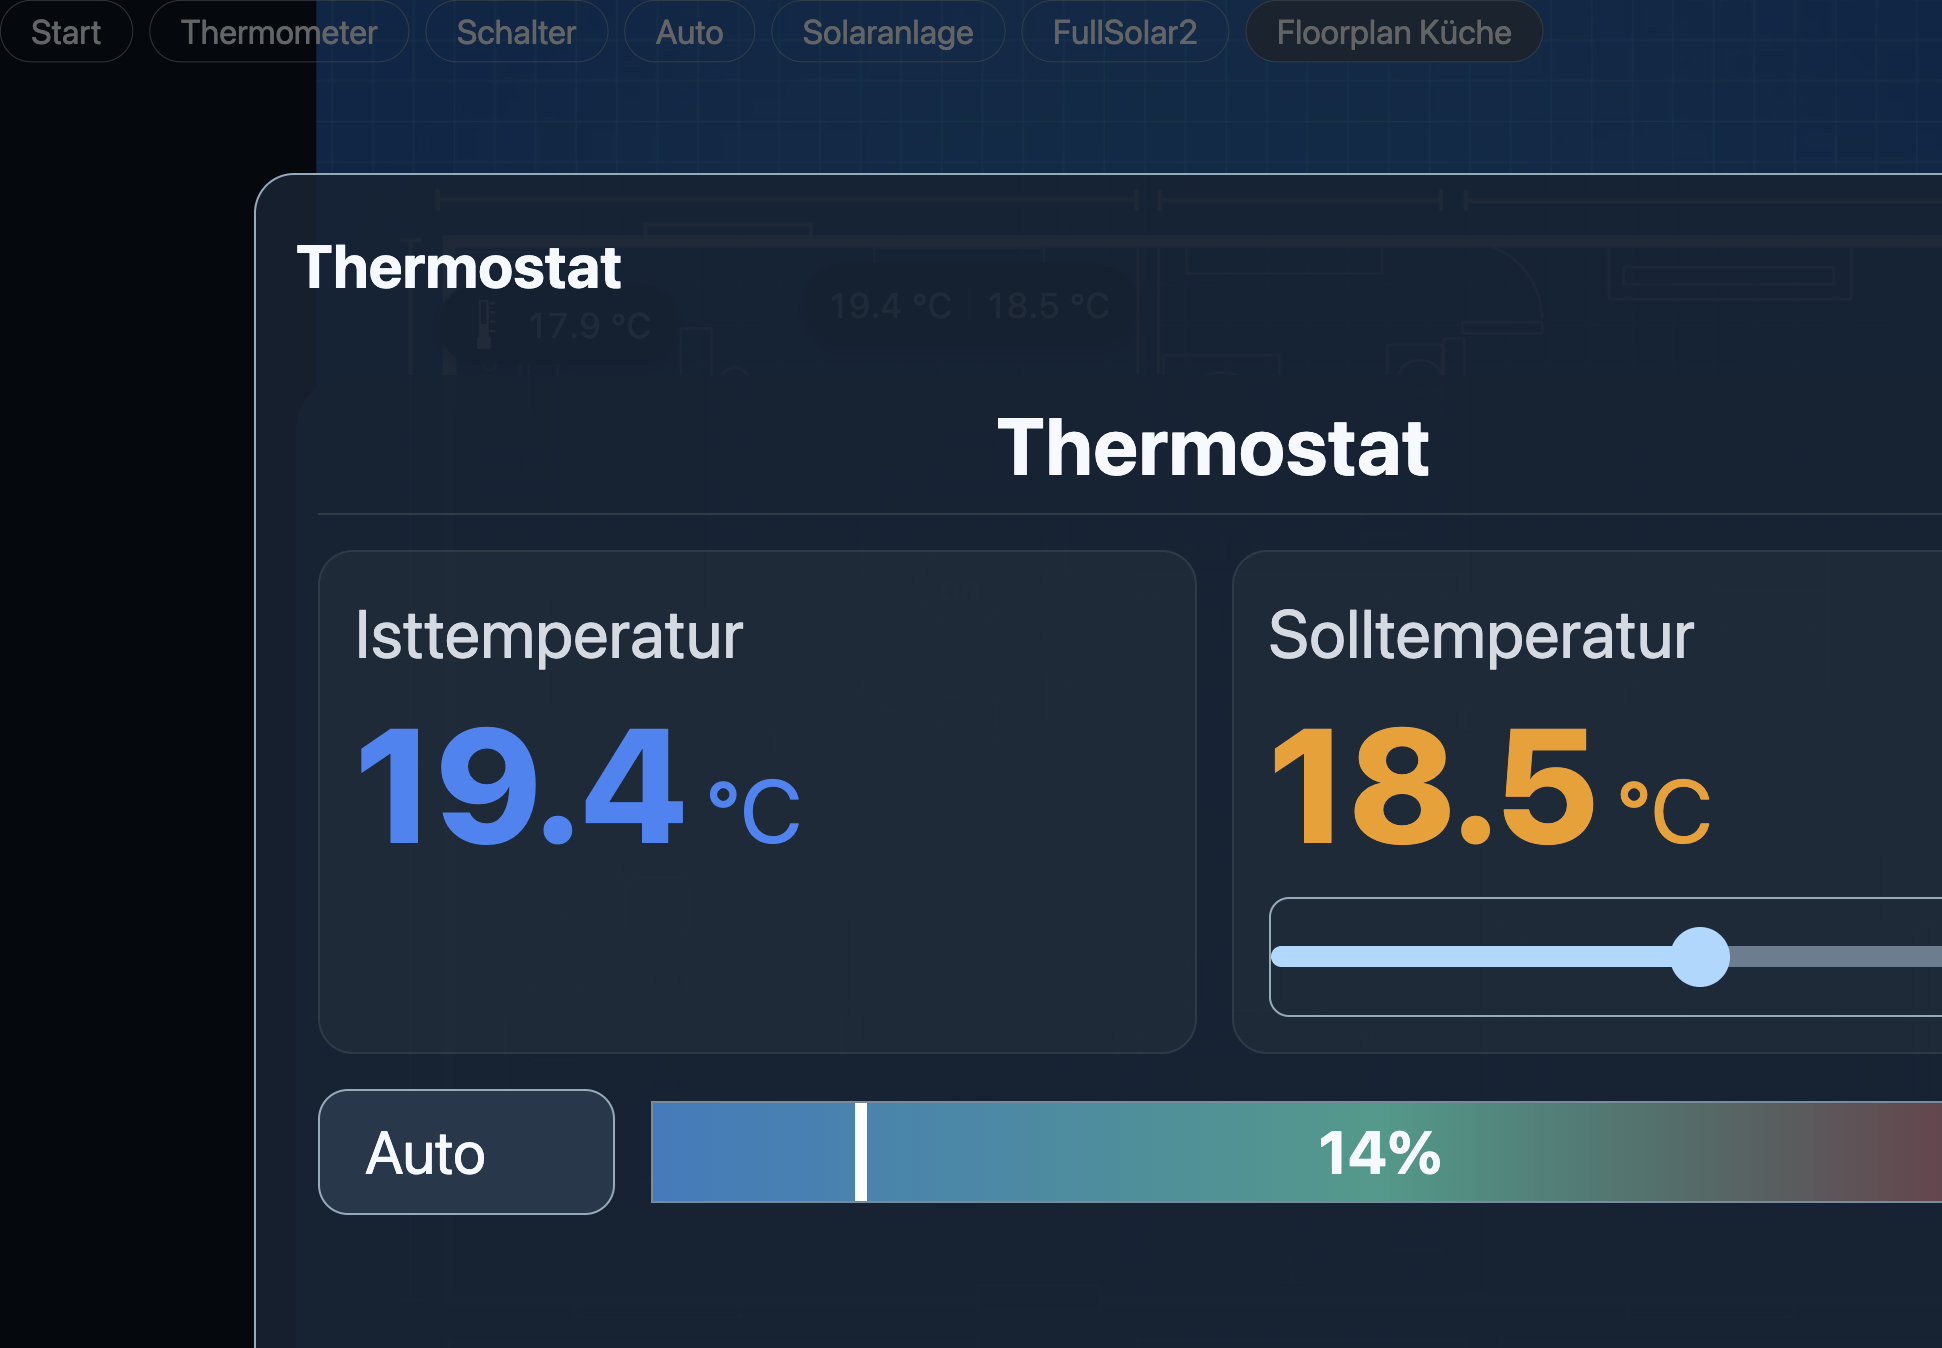 Start Thermometer Schalter Auto Solaranlage FullSolar2 Floorplan Küche
Thermostat
17.9 °C
19.4 °C 18.5 °C
Thermostat
Isttemperatur
19.4 °C
Solltemperatur
18.5 °C
Auto
14%